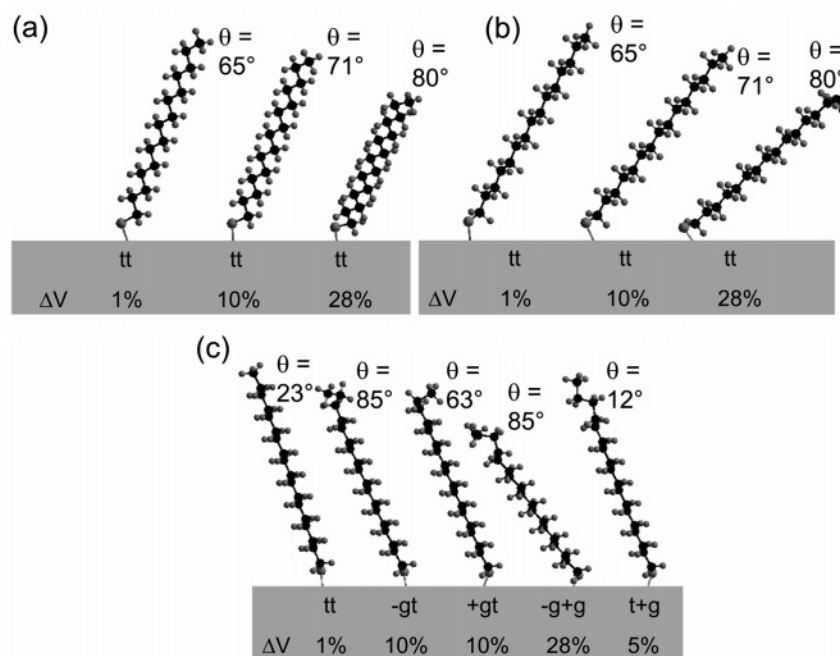 (a)
θ =
65°
θ =
71°
θ =
80°
tt tt tt
ΔV 1% 10% 28%
(b)
θ =
65°
θ =
71°
θ =
80°
tt tt tt
ΔV 1% 10% 28%
(c)
θ =
23°
θ =
85°
θ =
63°
θ =
85°
θ =
12°
tt -gt +gt -g+g t+g
ΔV 1% 10% 10% 28% 5%